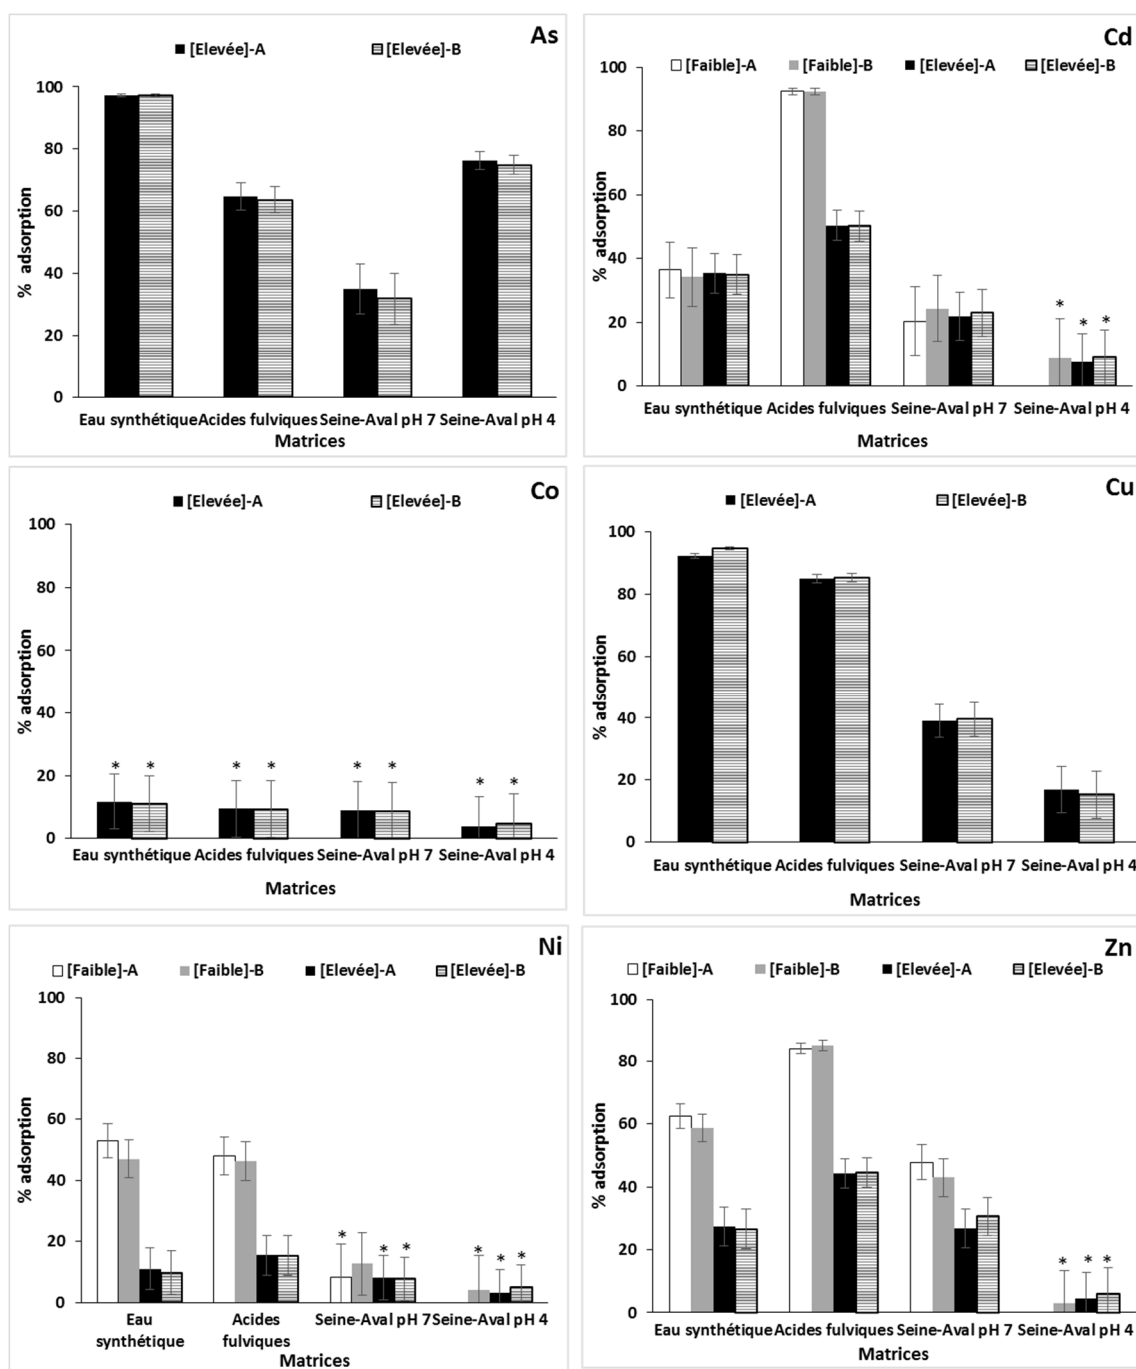 As
[Elevée]-A [Elevée]-B
100
80
60
40
20
0
% adsorption
* 
Eau synthétique Acides fulviques Seine-Aval pH 7 Seine-Aval pH 4
Matrices
Cd
[Faible]-A [Faible]-B [Elevée]-A [Elevée]-B
100
80
60
40
20
0
% adsorption
* * *
Eau synthétique Acides fulviques Seine-Aval pH 7 Seine-Aval pH 4
Matrices
Co
[Elevée]-A [Elevée]-B
100
80
60
40
20
0
% adsorption
* * * * * * * *
Eau synthétique Acides fulviques Seine-Aval pH 7 Seine-Aval pH 4
Matrices
Cu
[Elevée]-A [Elevée]-B
100
80
60
40
20
0
% adsorption
Eau synthétique Acides fulviques Seine-Aval pH 7 Seine-Aval pH 4
Matrices
Ni
[Faible]-A [Faible]-B [Elevée]-A [Elevée]-B
100
80
60
40
20
0
% adsorption
* * * * * *
Eau Acides Seine-Aval pH 7 Seine-Aval pH 4
synthétique fulviques
Matrices
Zn
[Faible]-A [Faible]-B [Elevée]-A [Elevée]-B
100
80
60
40
20
0
% adsorption
* * *
Eau synthétique Acides fulviques Seine-Aval pH 7 Seine-Aval pH 4
Matrices